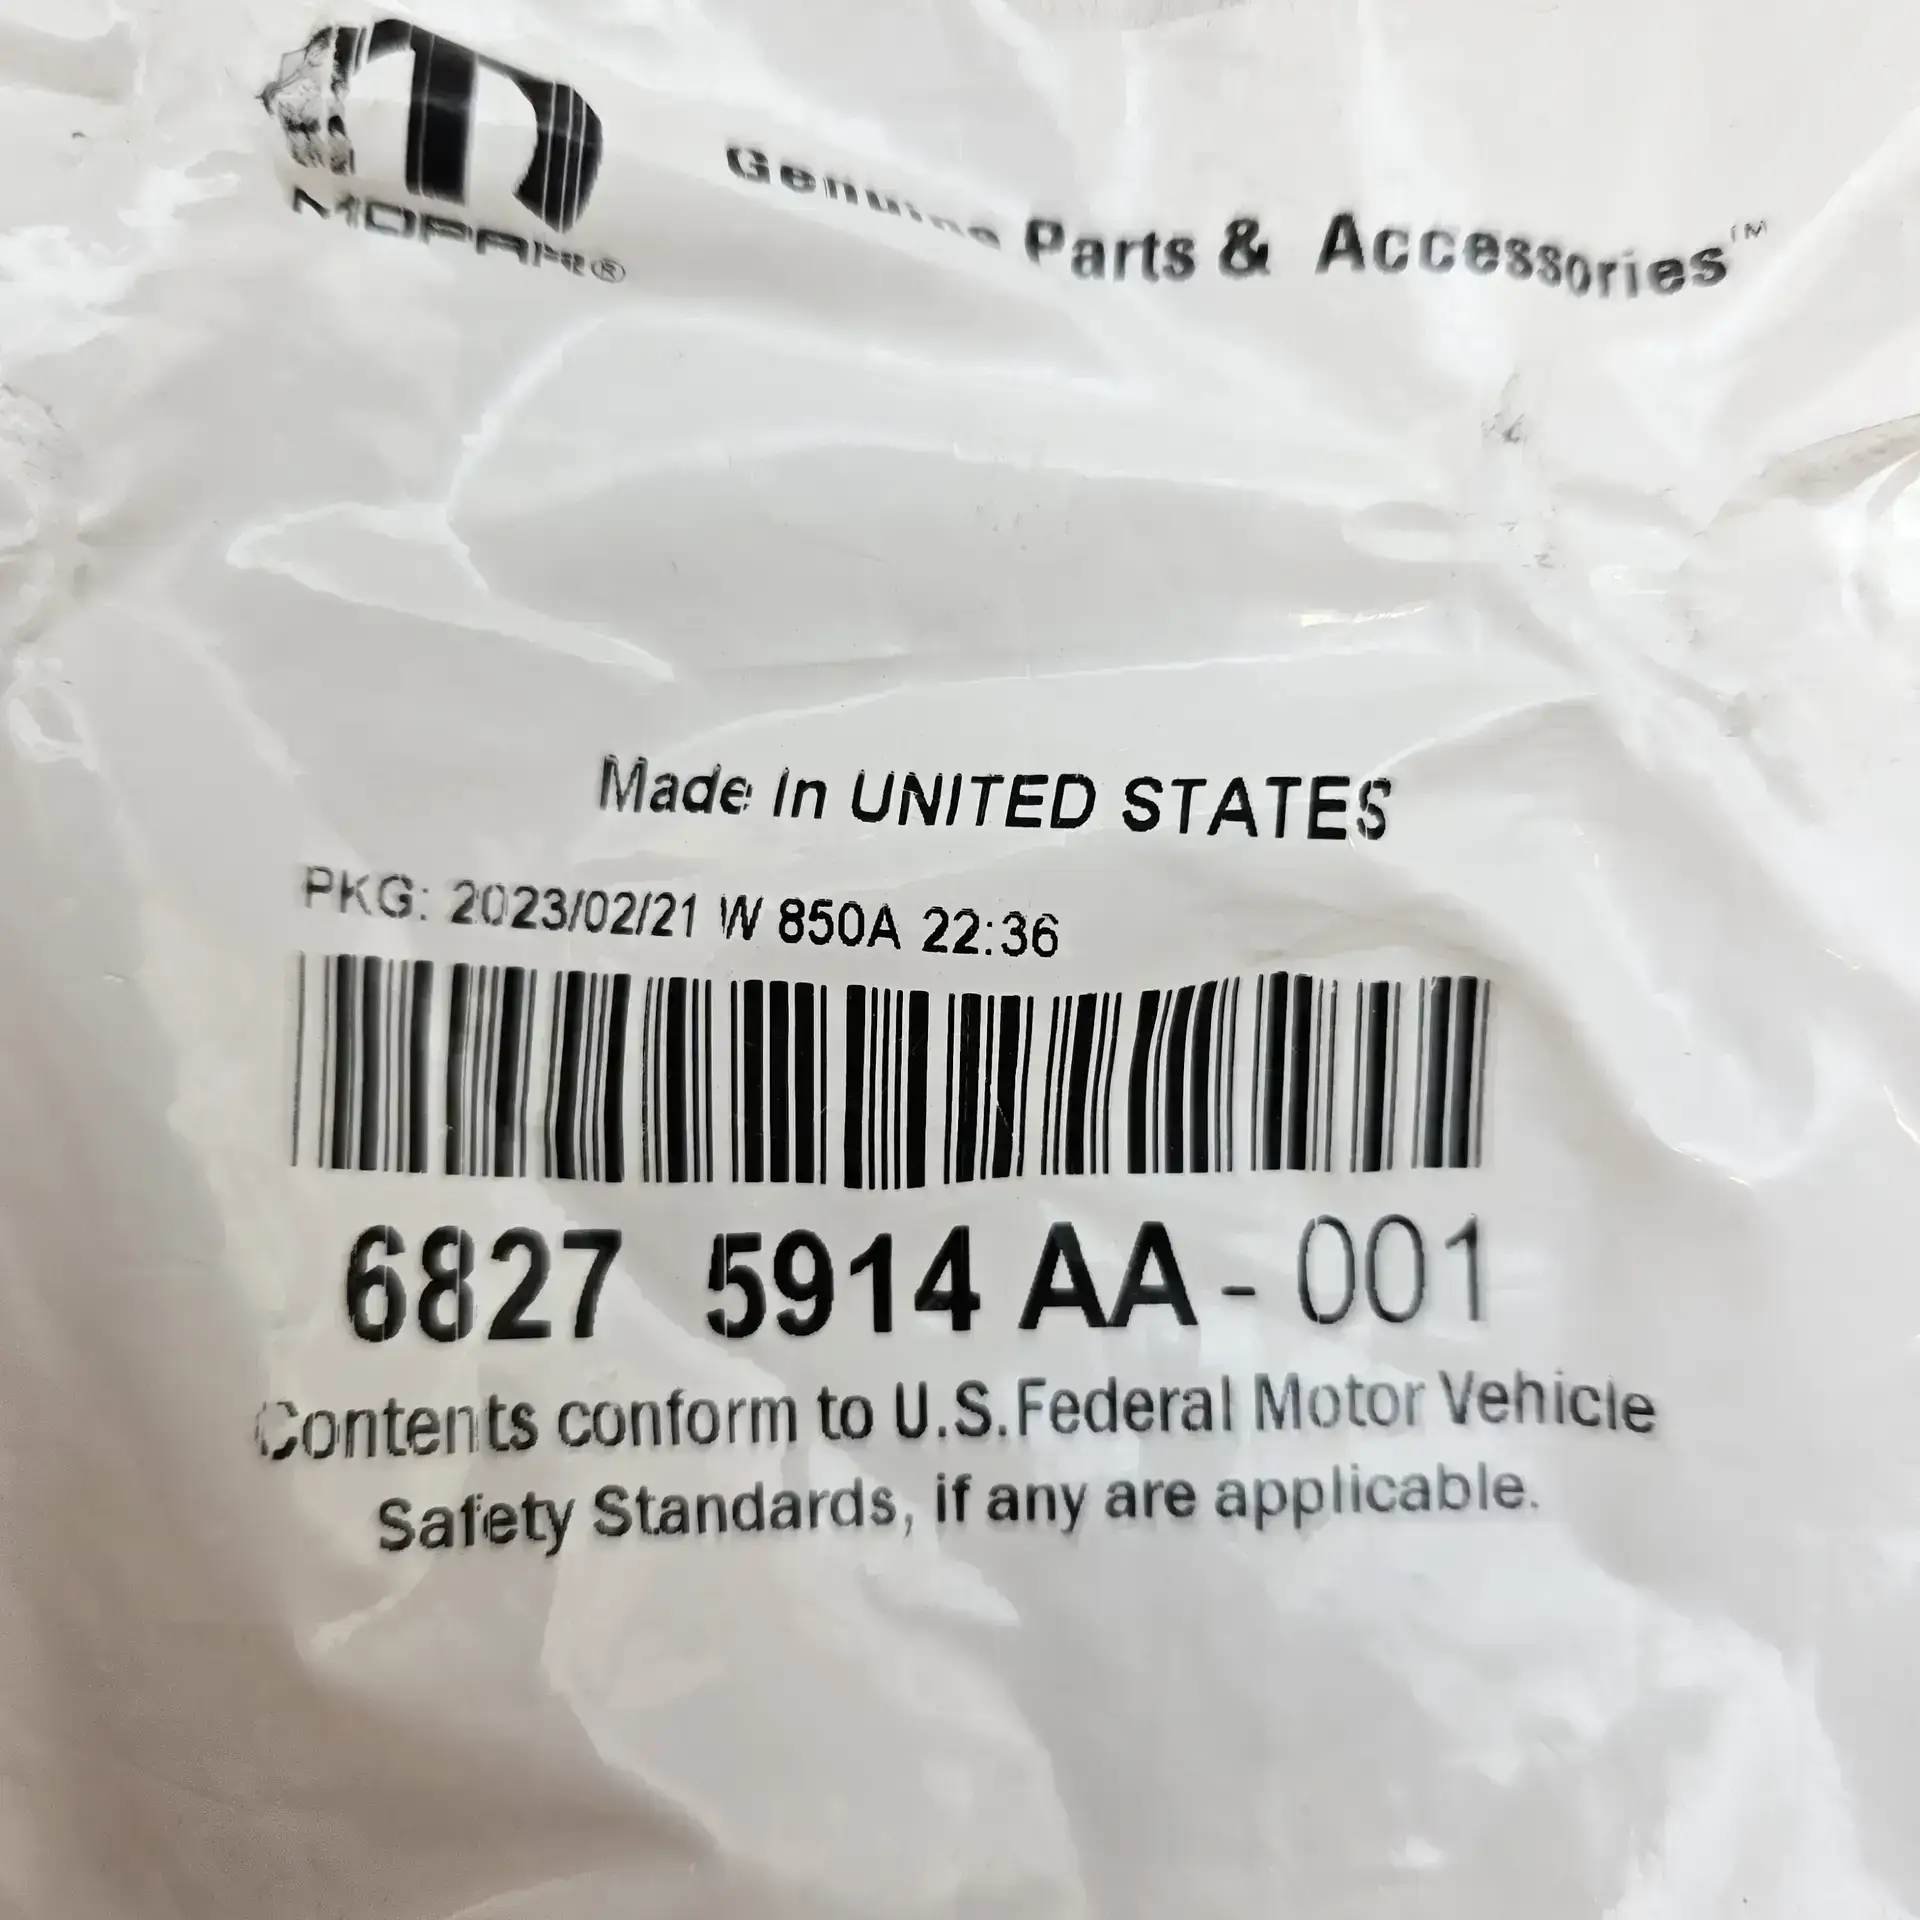 MOPAR®
Genuine Parts & Accessories™
Made In UNITED STATES
PKG: 2023/02/21 W 850A 22:36
6827 5914 AA - 001
Contents conform to U.S. Federal Motor Vehicle
Safety Standards, if any are applicable.